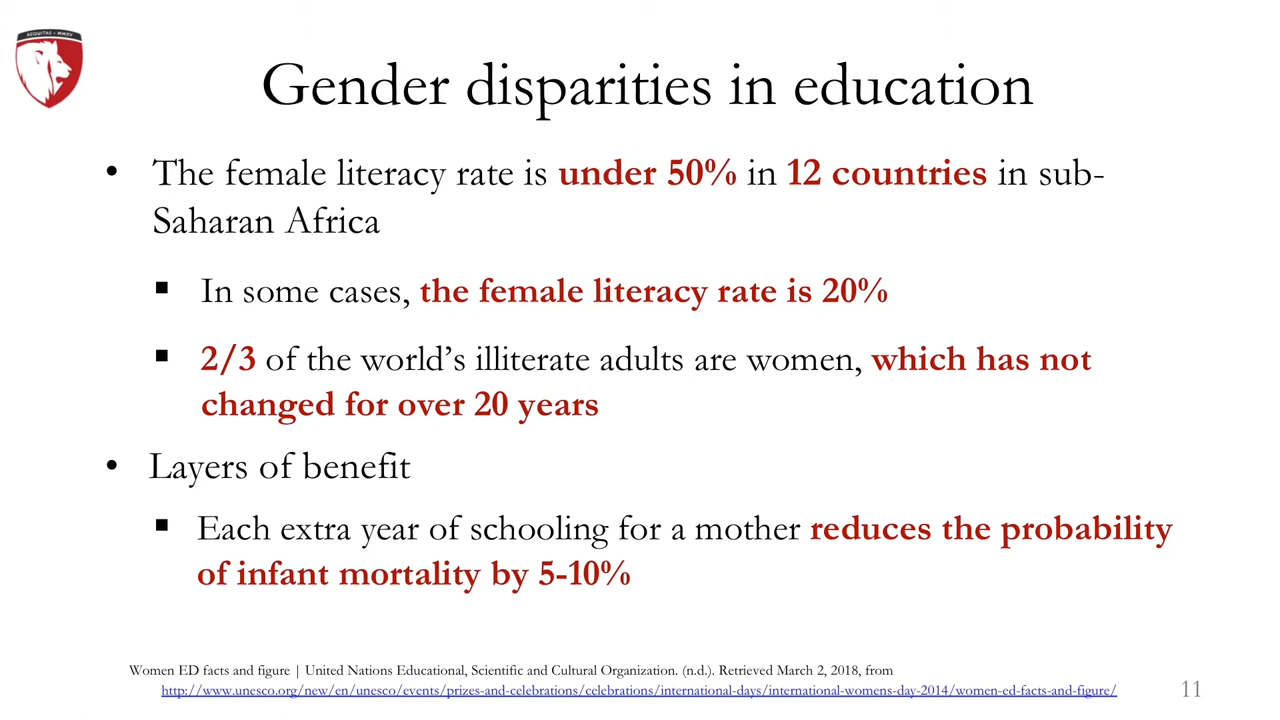 AEQUITAS • MMXV
Gender disparities in education
• The female literacy rate is under 50% in 12 countries in sub-
Saharan Africa
▪ In some cases, the female literacy rate is 20%
▪ 2/3 of the world's illiterate adults are women, which has not
changed for over 20 years
• Layers of benefit
▪ Each extra year of schooling for a mother reduces the probability
of infant mortality by 5-10%
Women ED facts and figure | United Nations Educational, Scientific and Cultural Organization. (n.d.). Retrieved March 2, 2018, from
http://www.unesco.org/new/en/unesco/events/prizes-and-celebrations/celebrations/international-days/international-womens-day-2014/women-ed-facts-and-figure/
11